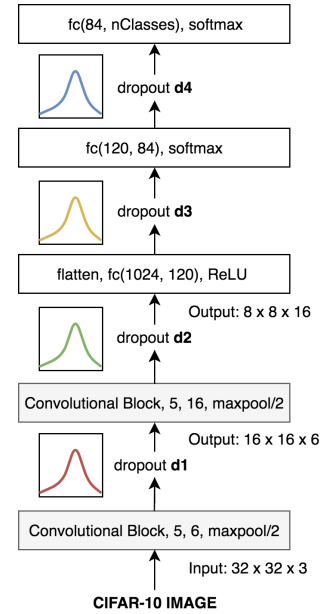 fc(84, nClasses), softmax
dropout d4
fc(120, 84), softmax
dropout d3
flatten, fc(1024, 120), ReLU
Output: 8 x 8 x 16
dropout d2
Convolutional Block, 5, 16, maxpool/2
Output: 16 x 16 x 6
dropout d1
Convolutional Block, 5, 6, maxpool/2
Input: 32 x 32 x 3
CIFAR-10 IMAGE